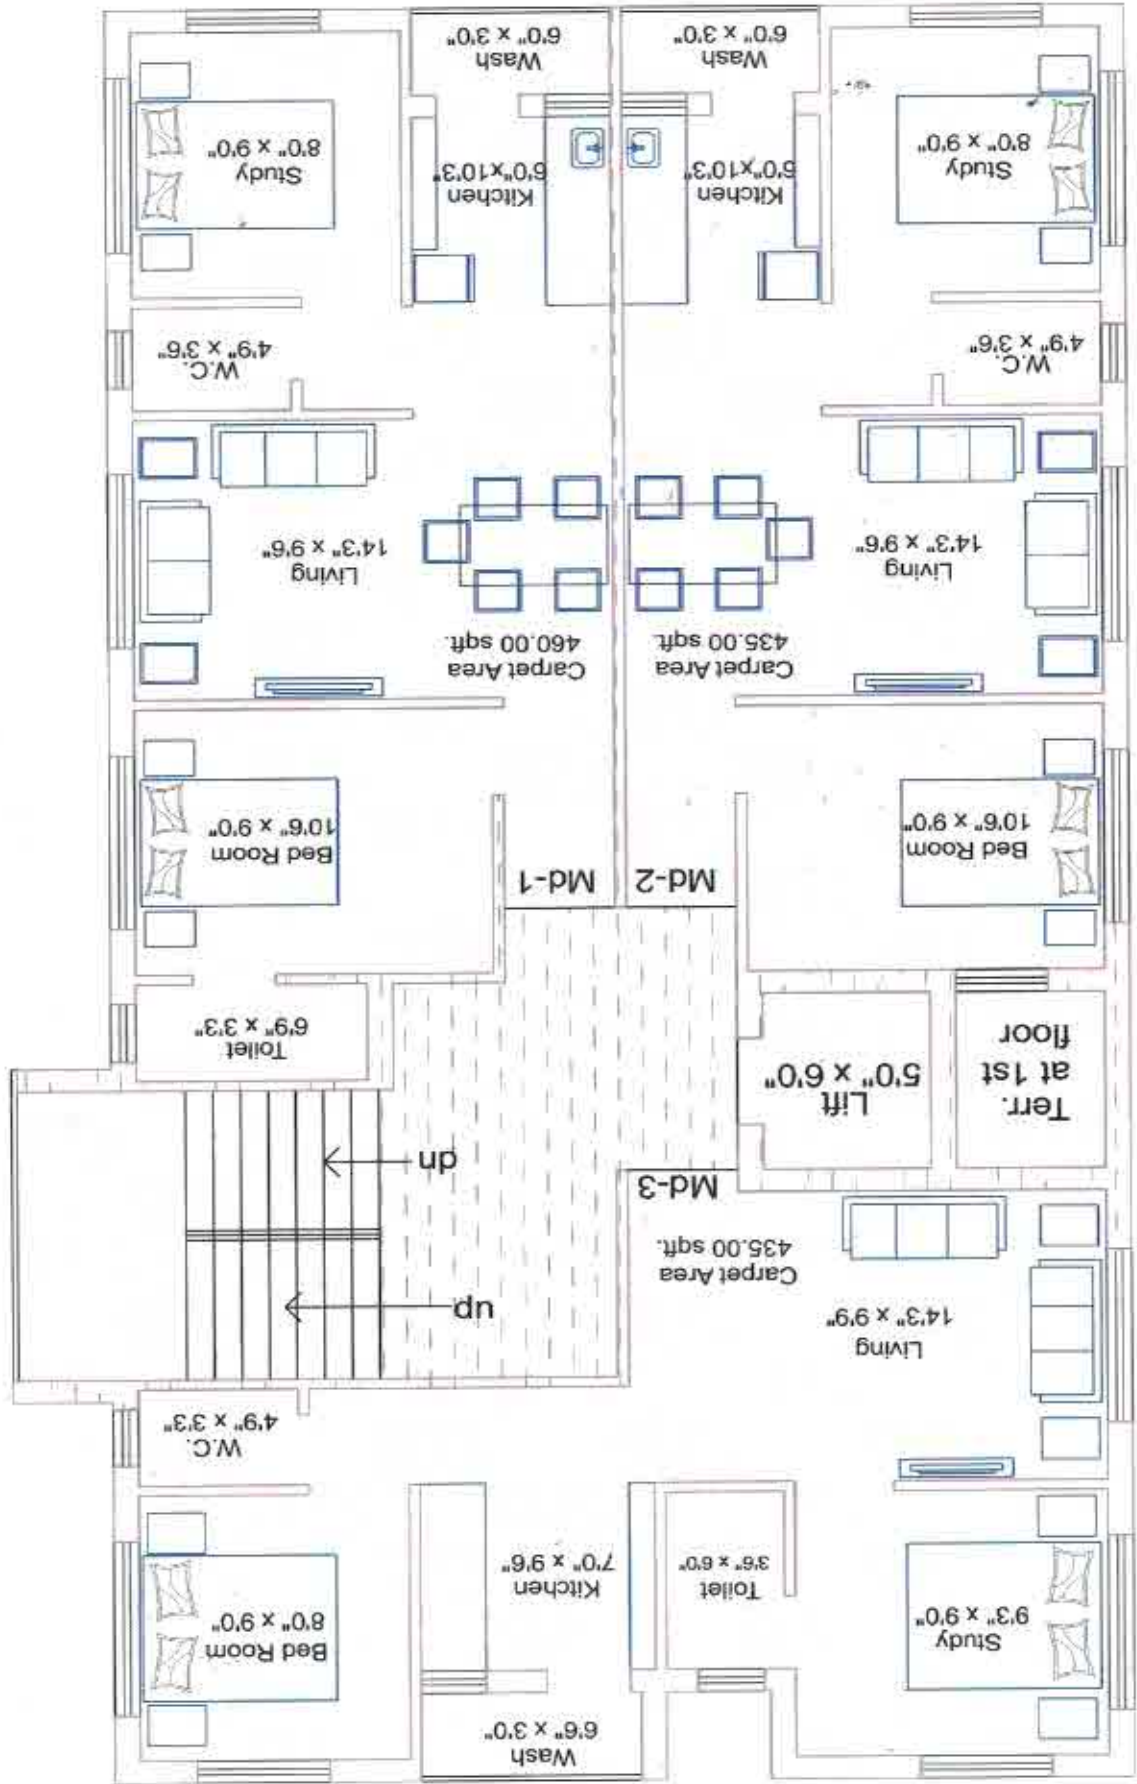 Wash
6'6" x 3'0"
Study
9'3" x 9'0"
Toilet
3'6" x 6'0"
Kitchen
7'0" x 9'6"
Bed Room
8'0" x 9'0"
W.C.
4'9" x 3'3"
Living
14'3" x 9'9"
Carpet Area
435.00 sqft.
Md-3
up
dn
Terr.
at 1st
floor
Lift
5'0" x 6'0"
Toilet
6'9" x 3'3"
Md-2
Md-1
Bed Room
10'6" x 9'0"
Bed Room
10'6" x 9'0"
Carpet Area
435.00 sqft.
Carpet Area
460.00 sqft.
Living
14'3" x 9'6"
Living
14'3" x 9'6"
W.C.
4'9" x 3'6"
W.C.
4'9" x 3'6"
Study
8'0" x 9'0"
Kitchen
6'0"x10'3"
Kitchen
6'0"x10'3"
Study
8'0" x 9'0"
Wash
6'0" x 3'0"
Wash
6'0" x 3'0"